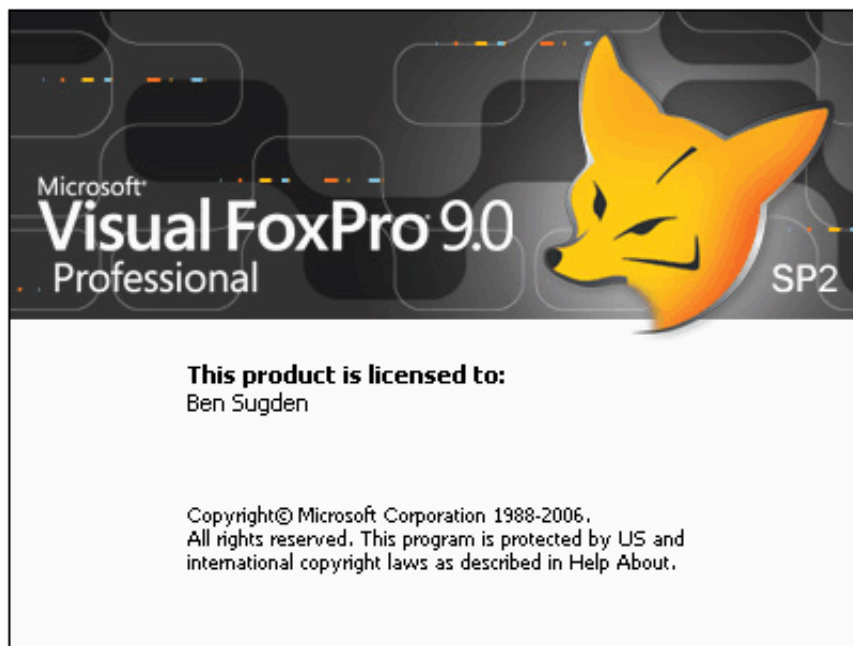 Microsoft®
Visual FoxPro® 9.0
Professional
SP2
This product is licensed to:
Ben Sugden
Copyright© Microsoft Corporation 1988-2006.
All rights reserved. This program is protected by US and
international copyright laws as described in Help About.